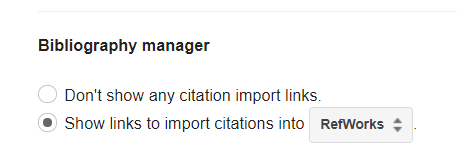 Bibliography manager
Don't show any citation import links.
Show links to import citations into RefWorks .